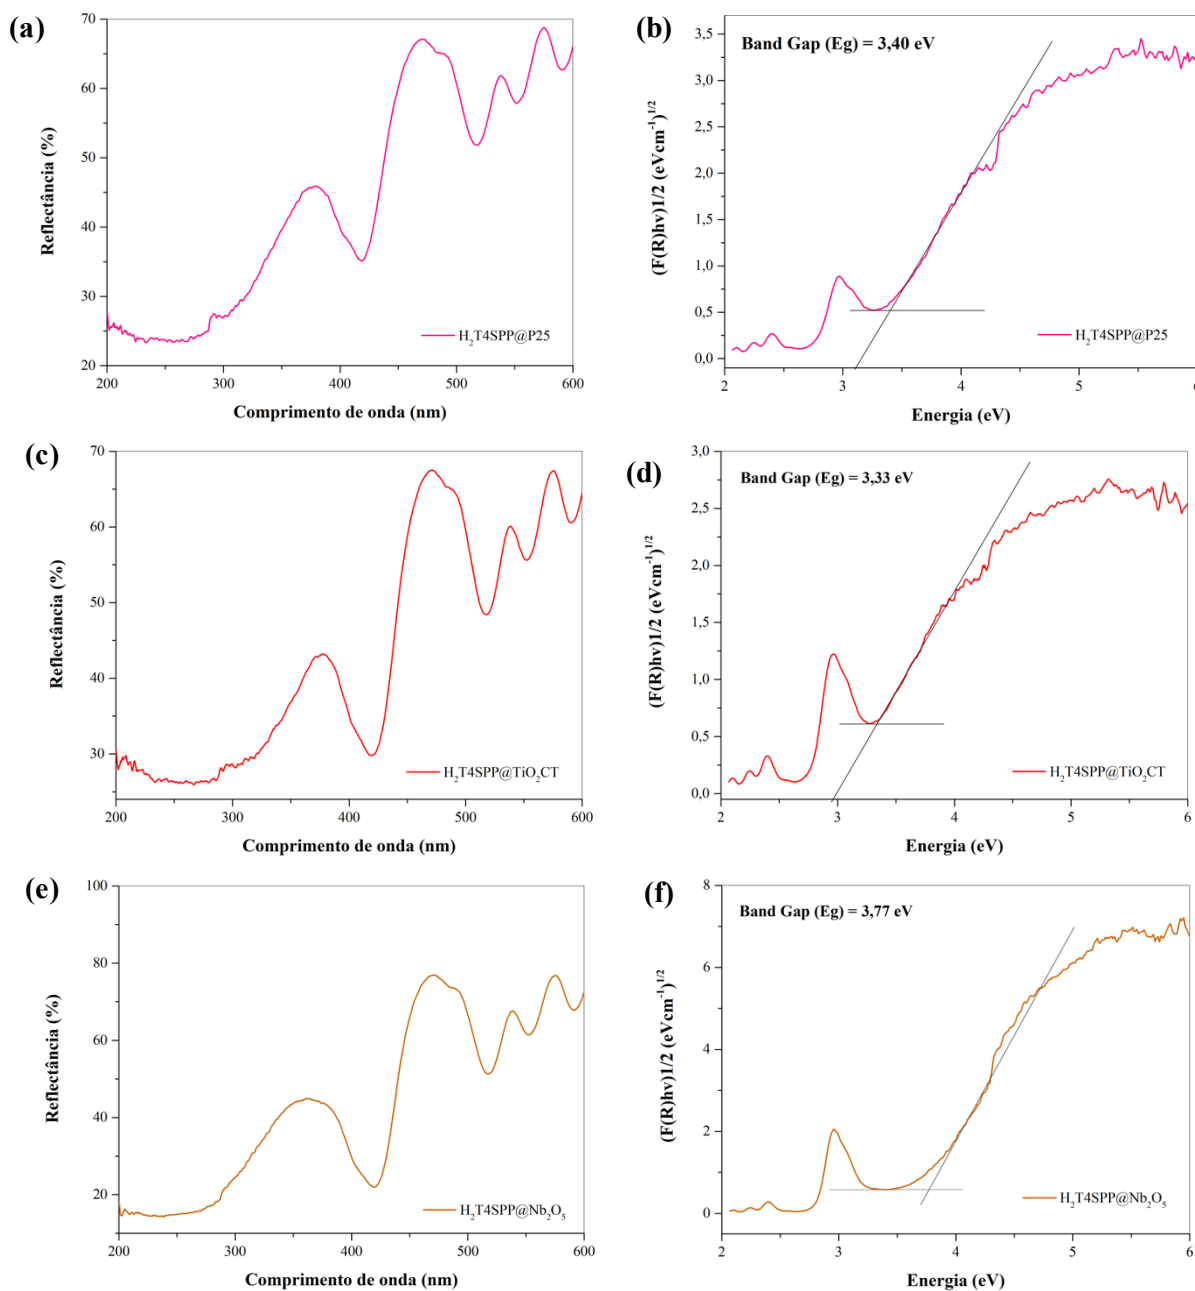 (a)
70
60
50
40
30
20
Reflectância (%)
200
300
400
500
600
Comprimento de onda (nm)
H₂T4SPP@P25
(b)
Band Gap (Eg) = 3,40 eV
3,5
3,0
2,5
2,0
1,5
1,0
0,5
0,0
(F(R)hv)1/2 (eVcm⁻¹)¹/²
2
3
4
5
6
Energia (eV)
H₂T4SPP@P25
(c)
70
60
50
40
30
Reflectância (%)
200
300
400
500
600
Comprimento de onda (nm)
H₂T4SPP@TiO₂CT
(d)
Band Gap (Eg) = 3,33 eV
3,0
2,5
2,0
1,5
1,0
0,5
0,0
(F(R)hv)1/2 (eVcm⁻¹)¹/²
2
3
4
5
6
Energia (eV)
H₂T4SPP@TiO₂CT
(e)
100
80
60
40
20
Reflectância (%)
200
300
400
500
600
Comprimento de onda (nm)
H₂T4SPP@Nb₂O₅
(f)
Band Gap (Eg) = 3,77 eV
8
6
4
2
0
(F(R)hv)1/2 (eVcm⁻¹)¹/²
2
3
4
5
6
Energia (eV)
H₂T4SPP@Nb₂O₅